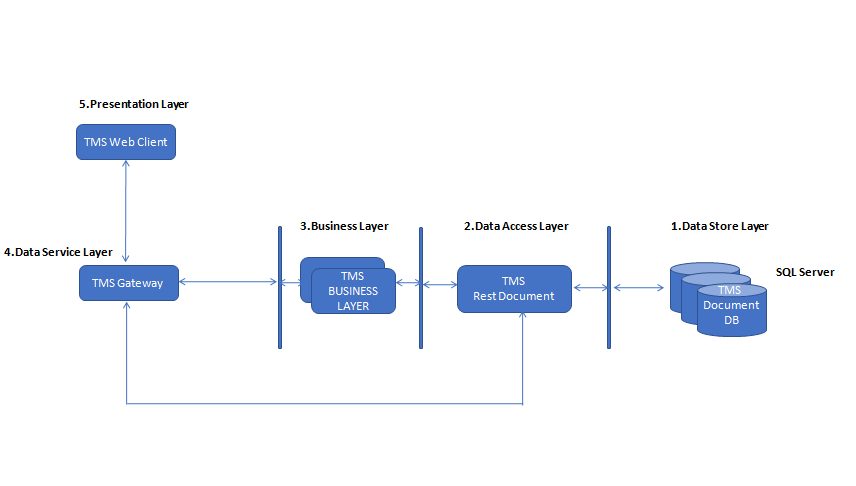 5.Presentation Layer
TMS Web Client
3.Business Layer
2.Data Access Layer
1.Data Store Layer
4.Data Service Layer
TMS Gateway
TMS
BUSINESS
LAYER
TMS
Rest Document
SQL Server
TMS
Document
DB